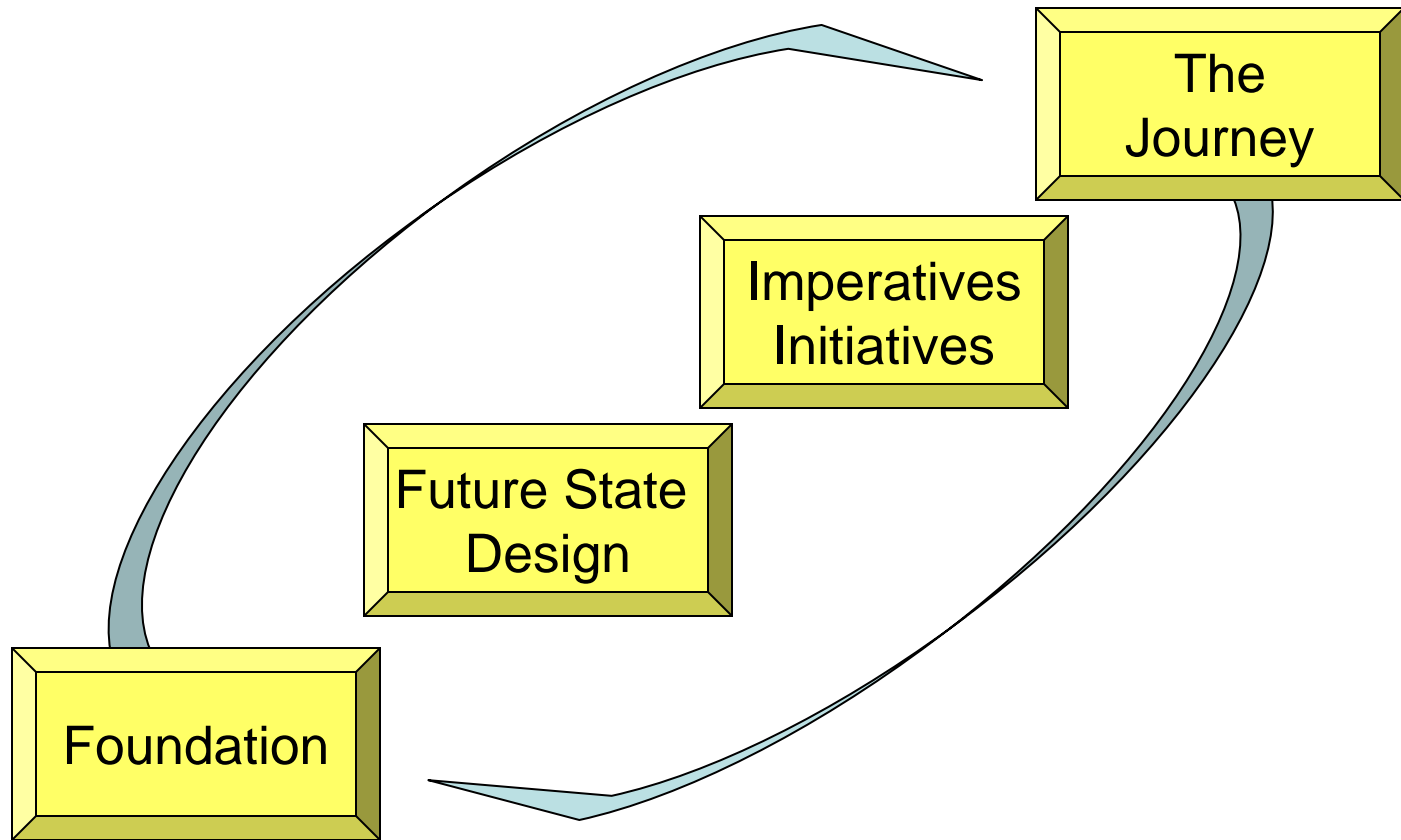 The
Journey
Imperatives
Initiatives
Future State
Design
Foundation